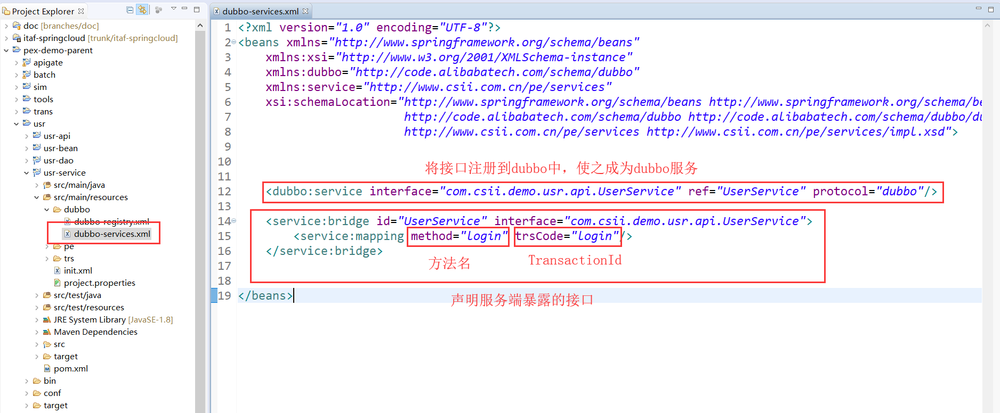 Project Explorer
doc [branches/doc]
itaf-springcloud [trunk/itaf-springcloud]
pex-demo-parent
apigate
batch
sim
tools
trans
usr
usr-api
usr-bean
usr-dao
usr-service
src/main/java
src/main/resources
dubbo
dubbo-registry.xml
dubbo-services.xml
pe
trs
init.xml
project.properties
src/test/java
src/test/resources
JRE System Library [JavaSE-1.8]
Maven Dependencies
src
target
pom.xml
bin
conf
target
dubbo-services.xml
1 <?xml version="1.0" encoding="UTF-8"?>
2 <beans xmlns="http://www.springframework.org/schema/beans"
3 xmlns:xsi="http://www.w3.org/2001/XMLSchema-instance"
4 xmlns:dubbo="http://code.alibabatech.com/schema/dubbo"
5 xmlns:service="http://www.csii.com.cn/pe/services"
6 xsi:schemaLocation="http://www.springframework.org/schema/beans http://www.springframework.org/schema/be
7 http://code.alibabatech.com/schema/dubbo http://code.alibabatech.com/schema/dubbo/du
8 http://www.csii.com.cn/pe/services http://www.csii.com.cn/pe/services/impl.xsd">
9
10
将接口注册到dubbo中，使之成为dubbo服务
11
12 <dubbo:service interface="com.csii.demo.usr.api.UserService" ref="UserService" protocol="dubbo"/>
13
14 <service:bridge id="UserService" interface="com.csii.demo.usr.api.UserService">
15 <service:mapping method="login" trsCode="login"/>
16 </service:bridge>
方法名 TransactionId
17
18
19 </beans>
声明服务端暴露的接口